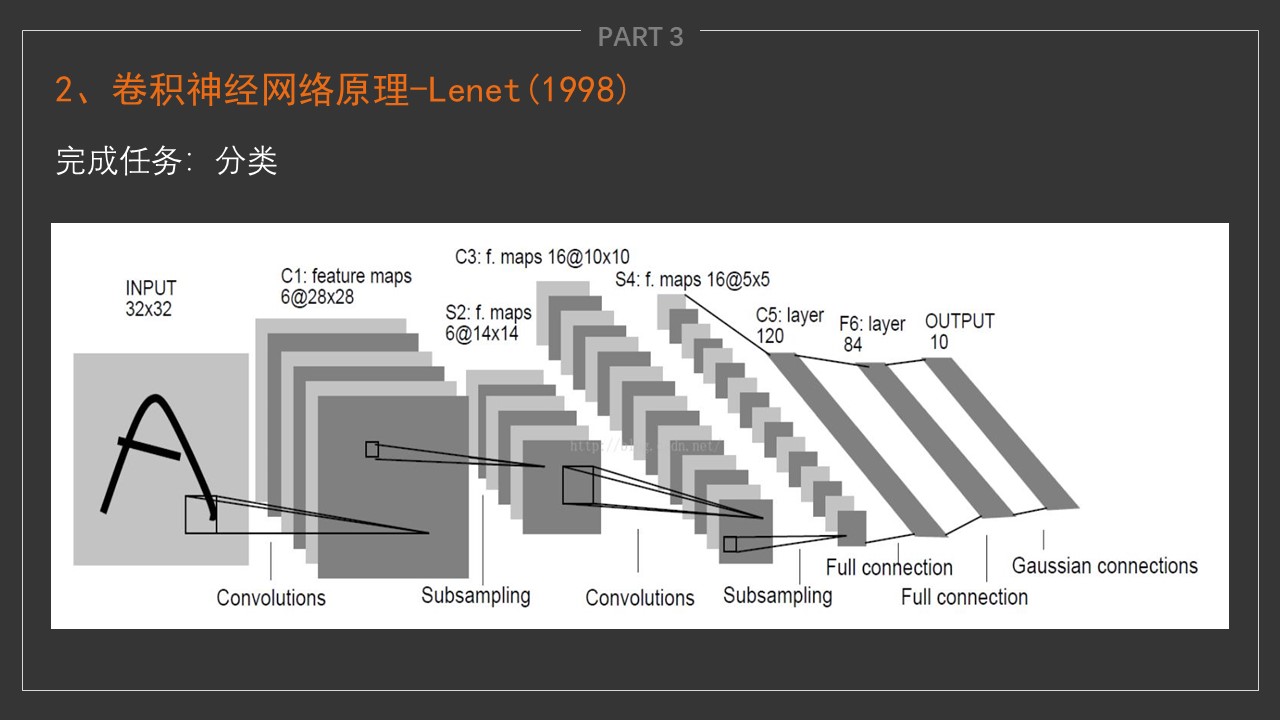 PART 3
2、卷积神经网络原理-Lenet(1998)
完成任务: 分类
INPUT
32x32
C1: feature maps
6@28x28
S2: f. maps
6@14x14
C3: f. maps 16@10x10
S4: f. maps 16@5x5
C5: layer
120
F6: layer
84
OUTPUT
10
A
http://blog.csdn.net/
Convolutions
Subsampling
Convolutions
Subsampling
Full connection
Full connection
Gaussian connections